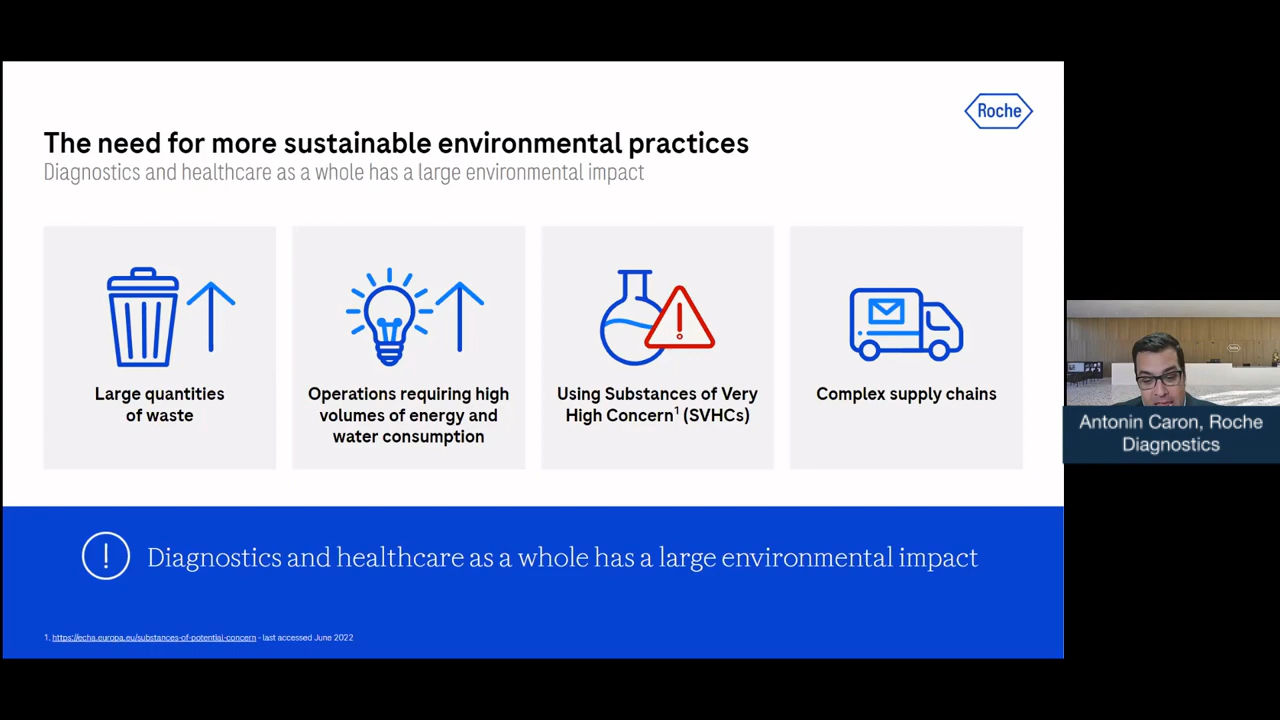 Roche
The need for more sustainable environmental practices
Diagnostics and healthcare as a whole has a large environmental impact
Large quantities
of waste
Operations requiring high
volumes of energy and
water consumption
Using Substances of Very
High Concern¹ (SVHCs)
Complex supply chains
Diagnostics and healthcare as a whole has a large environmental impact
1. https://echa.europa.eu/substances-of-potential-concern - last accessed June 2022
Roche
Antonin Caron, Roche
Diagnostics